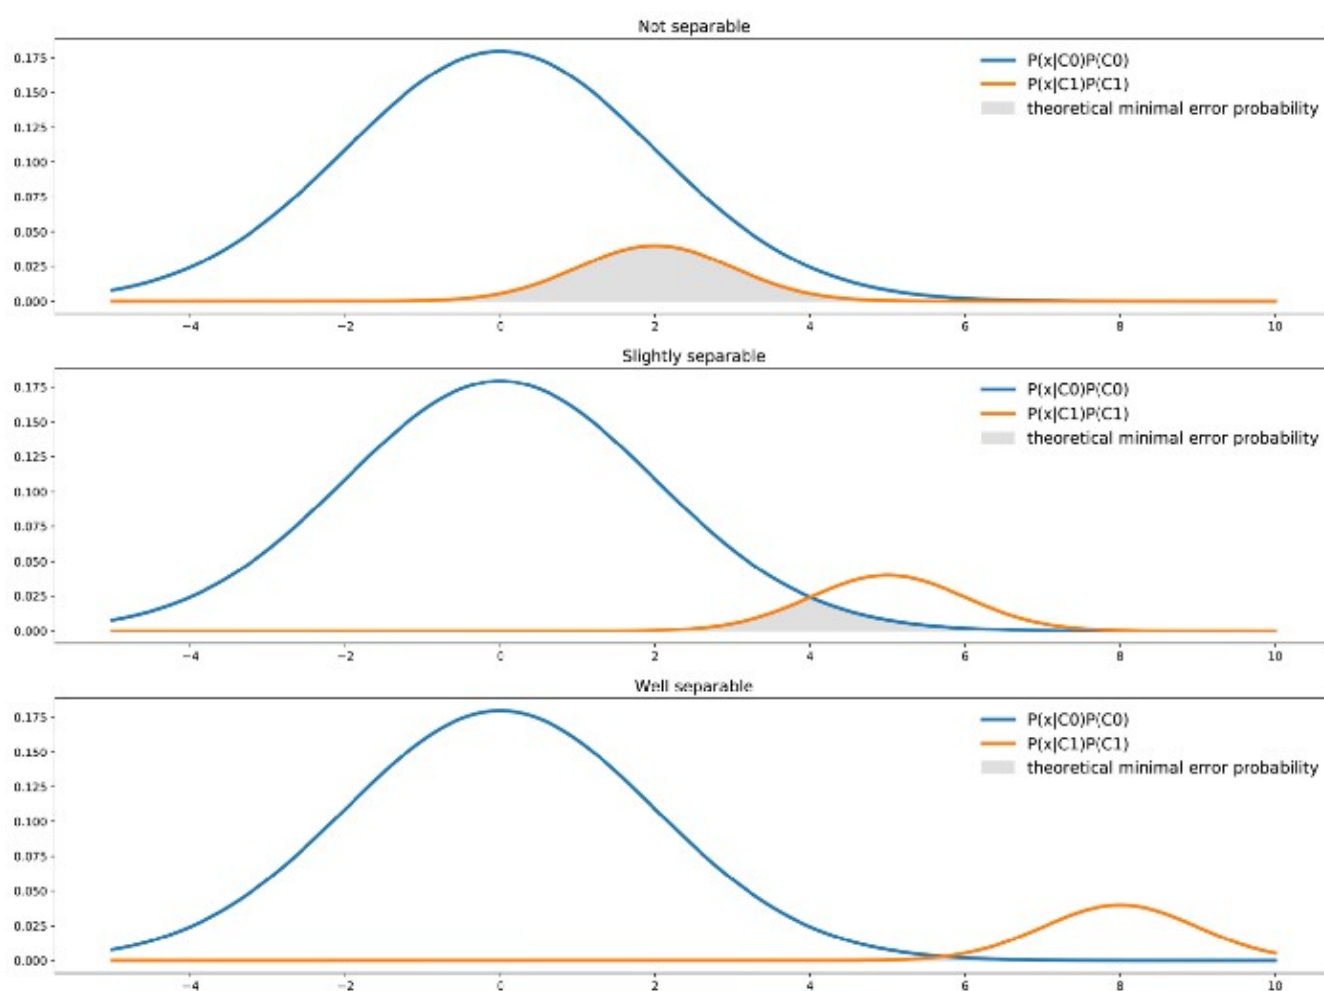 Not separable
P(x|C0)P(C0)
P(x|C1)P(C1)
theoretical minimal error probability
0.175
0.150
0.125
0.100
0.075
0.050
0.025
0.000
−4 −2 0 2 4 6 8 10
Slightly separable
P(x|C0)P(C0)
P(x|C1)P(C1)
theoretical minimal error probability
0.175
0.150
0.125
0.100
0.075
0.050
0.025
0.000
−4 −2 0 2 4 6 8 10
Well separable
P(x|C0)P(C0)
P(x|C1)P(C1)
theoretical minimal error probability
0.175
0.150
0.125
0.100
0.075
0.050
0.025
0.000
−4 −2 0 2 4 6 8 10